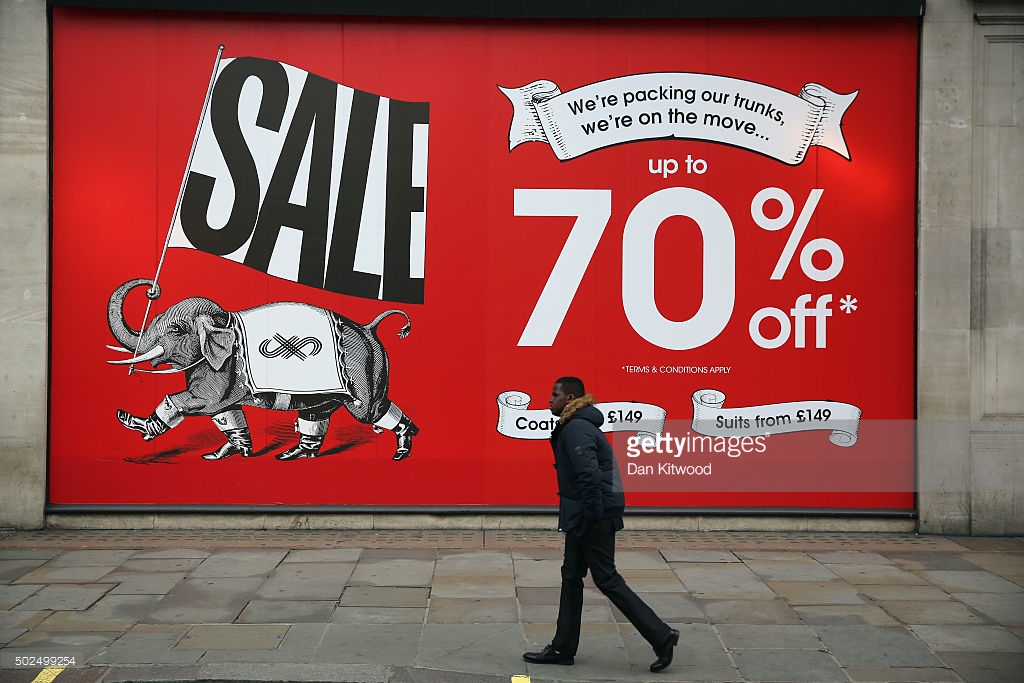 SALE
We're packing our trunks,
we're on the move...
up to
70%
off*
*TERMS & CONDITIONS APPLY
Coats £149
Suits from £149
gettyimages®
Dan Kitwood
502499254